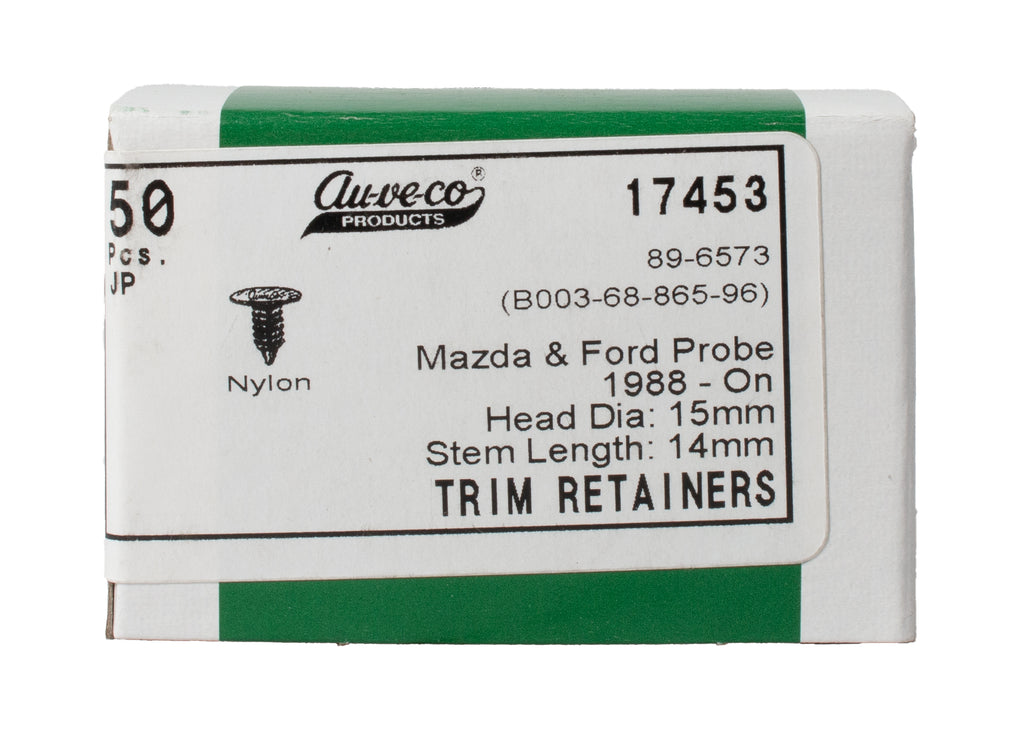 50
Pcs.
JP
au-ve-co®
PRODUCTS
17453
89-6573
(B003-68-865-96)
Nylon
Mazda & Ford Probe
1988 - On
Head Dia: 15mm
Stem Length: 14mm
TRIM RETAINERS